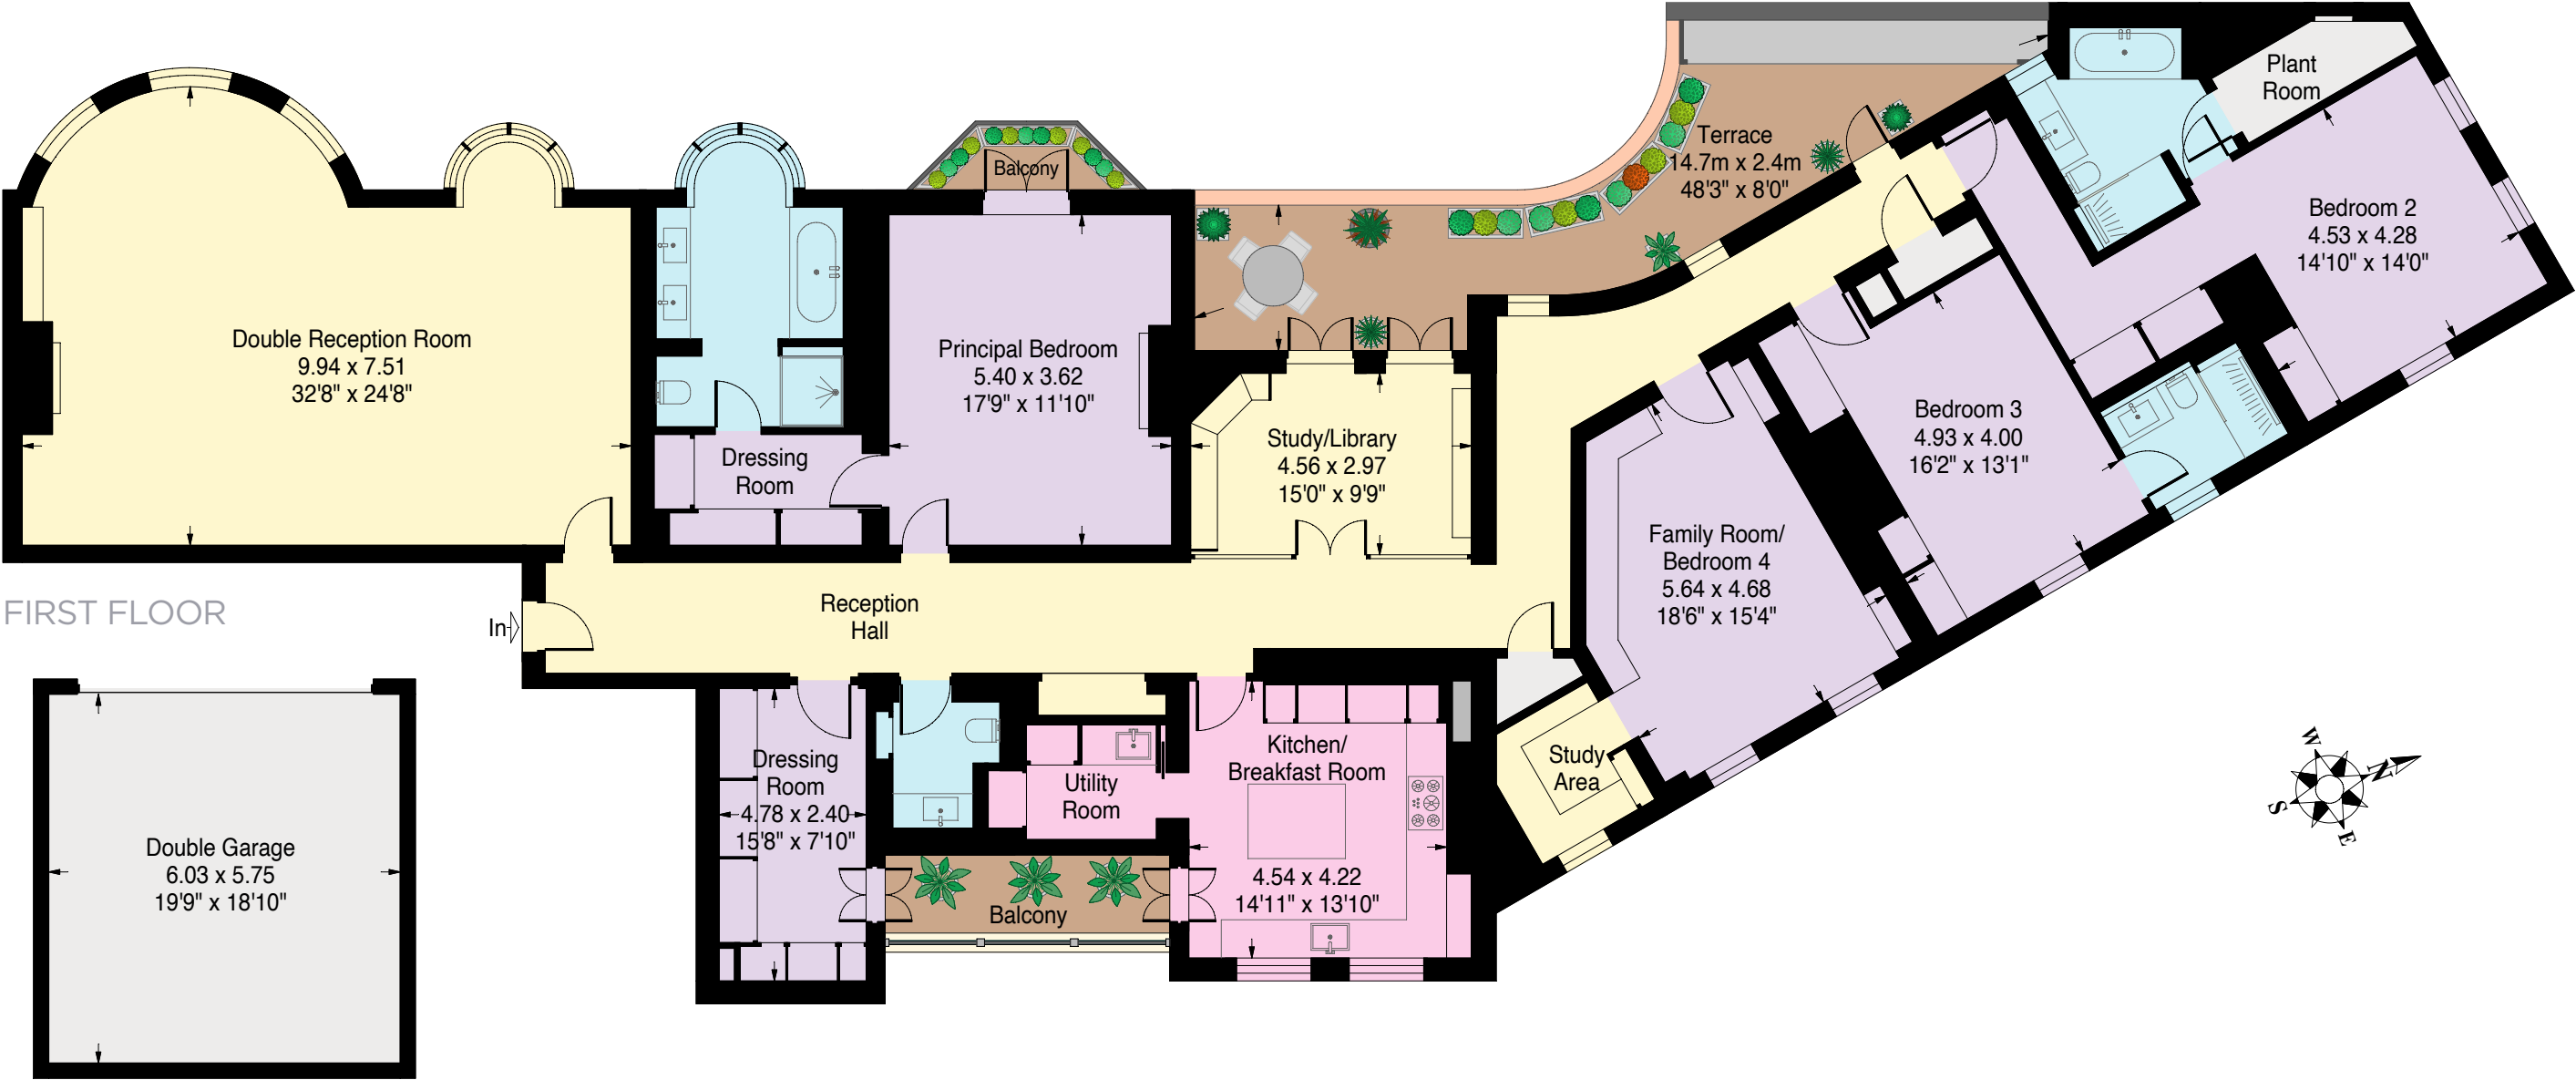 Double Reception Room
9.94 x 7.51
32'8" x 24'8"
Balcony
Principal Bedroom
5.40 x 3.62
17'9" x 11'10"
Dressing
Room
Study/Library
4.56 x 2.97
15'0" x 9'9"
Terrace
14.7m x 2.4m
48'3" x 8'0"
Plant
Room
Bedroom 2
4.53 x 4.28
14'10" x 14'0"
Bedroom 3
4.93 x 4.00
16'2" x 13'1"
Family Room/
Bedroom 4
5.64 x 4.68
18'6" x 15'4"
Reception
Hall
In
FIRST FLOOR
Double Garage
6.03 x 5.75
19'9" x 18'10"
Dressing
Room
4.78 x 2.40
15'8" x 7'10"
Utility
Room
Kitchen/
Breakfast Room
4.54 x 4.22
14'11" x 13'10"
Balcony
Study
Area
W
N
S
E